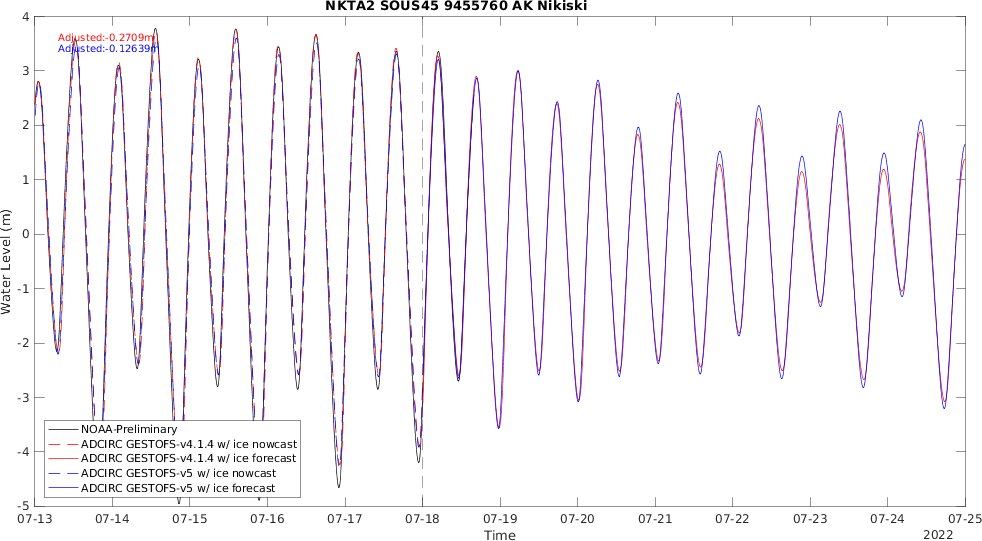 NKTA2 SOUS45 9455760 AK Nikiski
Adjusted:-0.2709m
Adjusted:-0.12639m
4
3
2
1
0
-1
-2
-3
-4
-5
Water Level (m)
NOAA-Preliminary
ADCIRC GESTOFS-v4.1.4 w/ ice nowcast
ADCIRC GESTOFS-v4.1.4 w/ ice forecast
ADCIRC GESTOFS-v5 w/ ice nowcast
ADCIRC GESTOFS-v5 w/ ice forecast
07-13 07-14 07-15 07-16 07-17 07-18 07-19 07-20 07-21 07-22 07-23 07-24 07-25
Time
2022